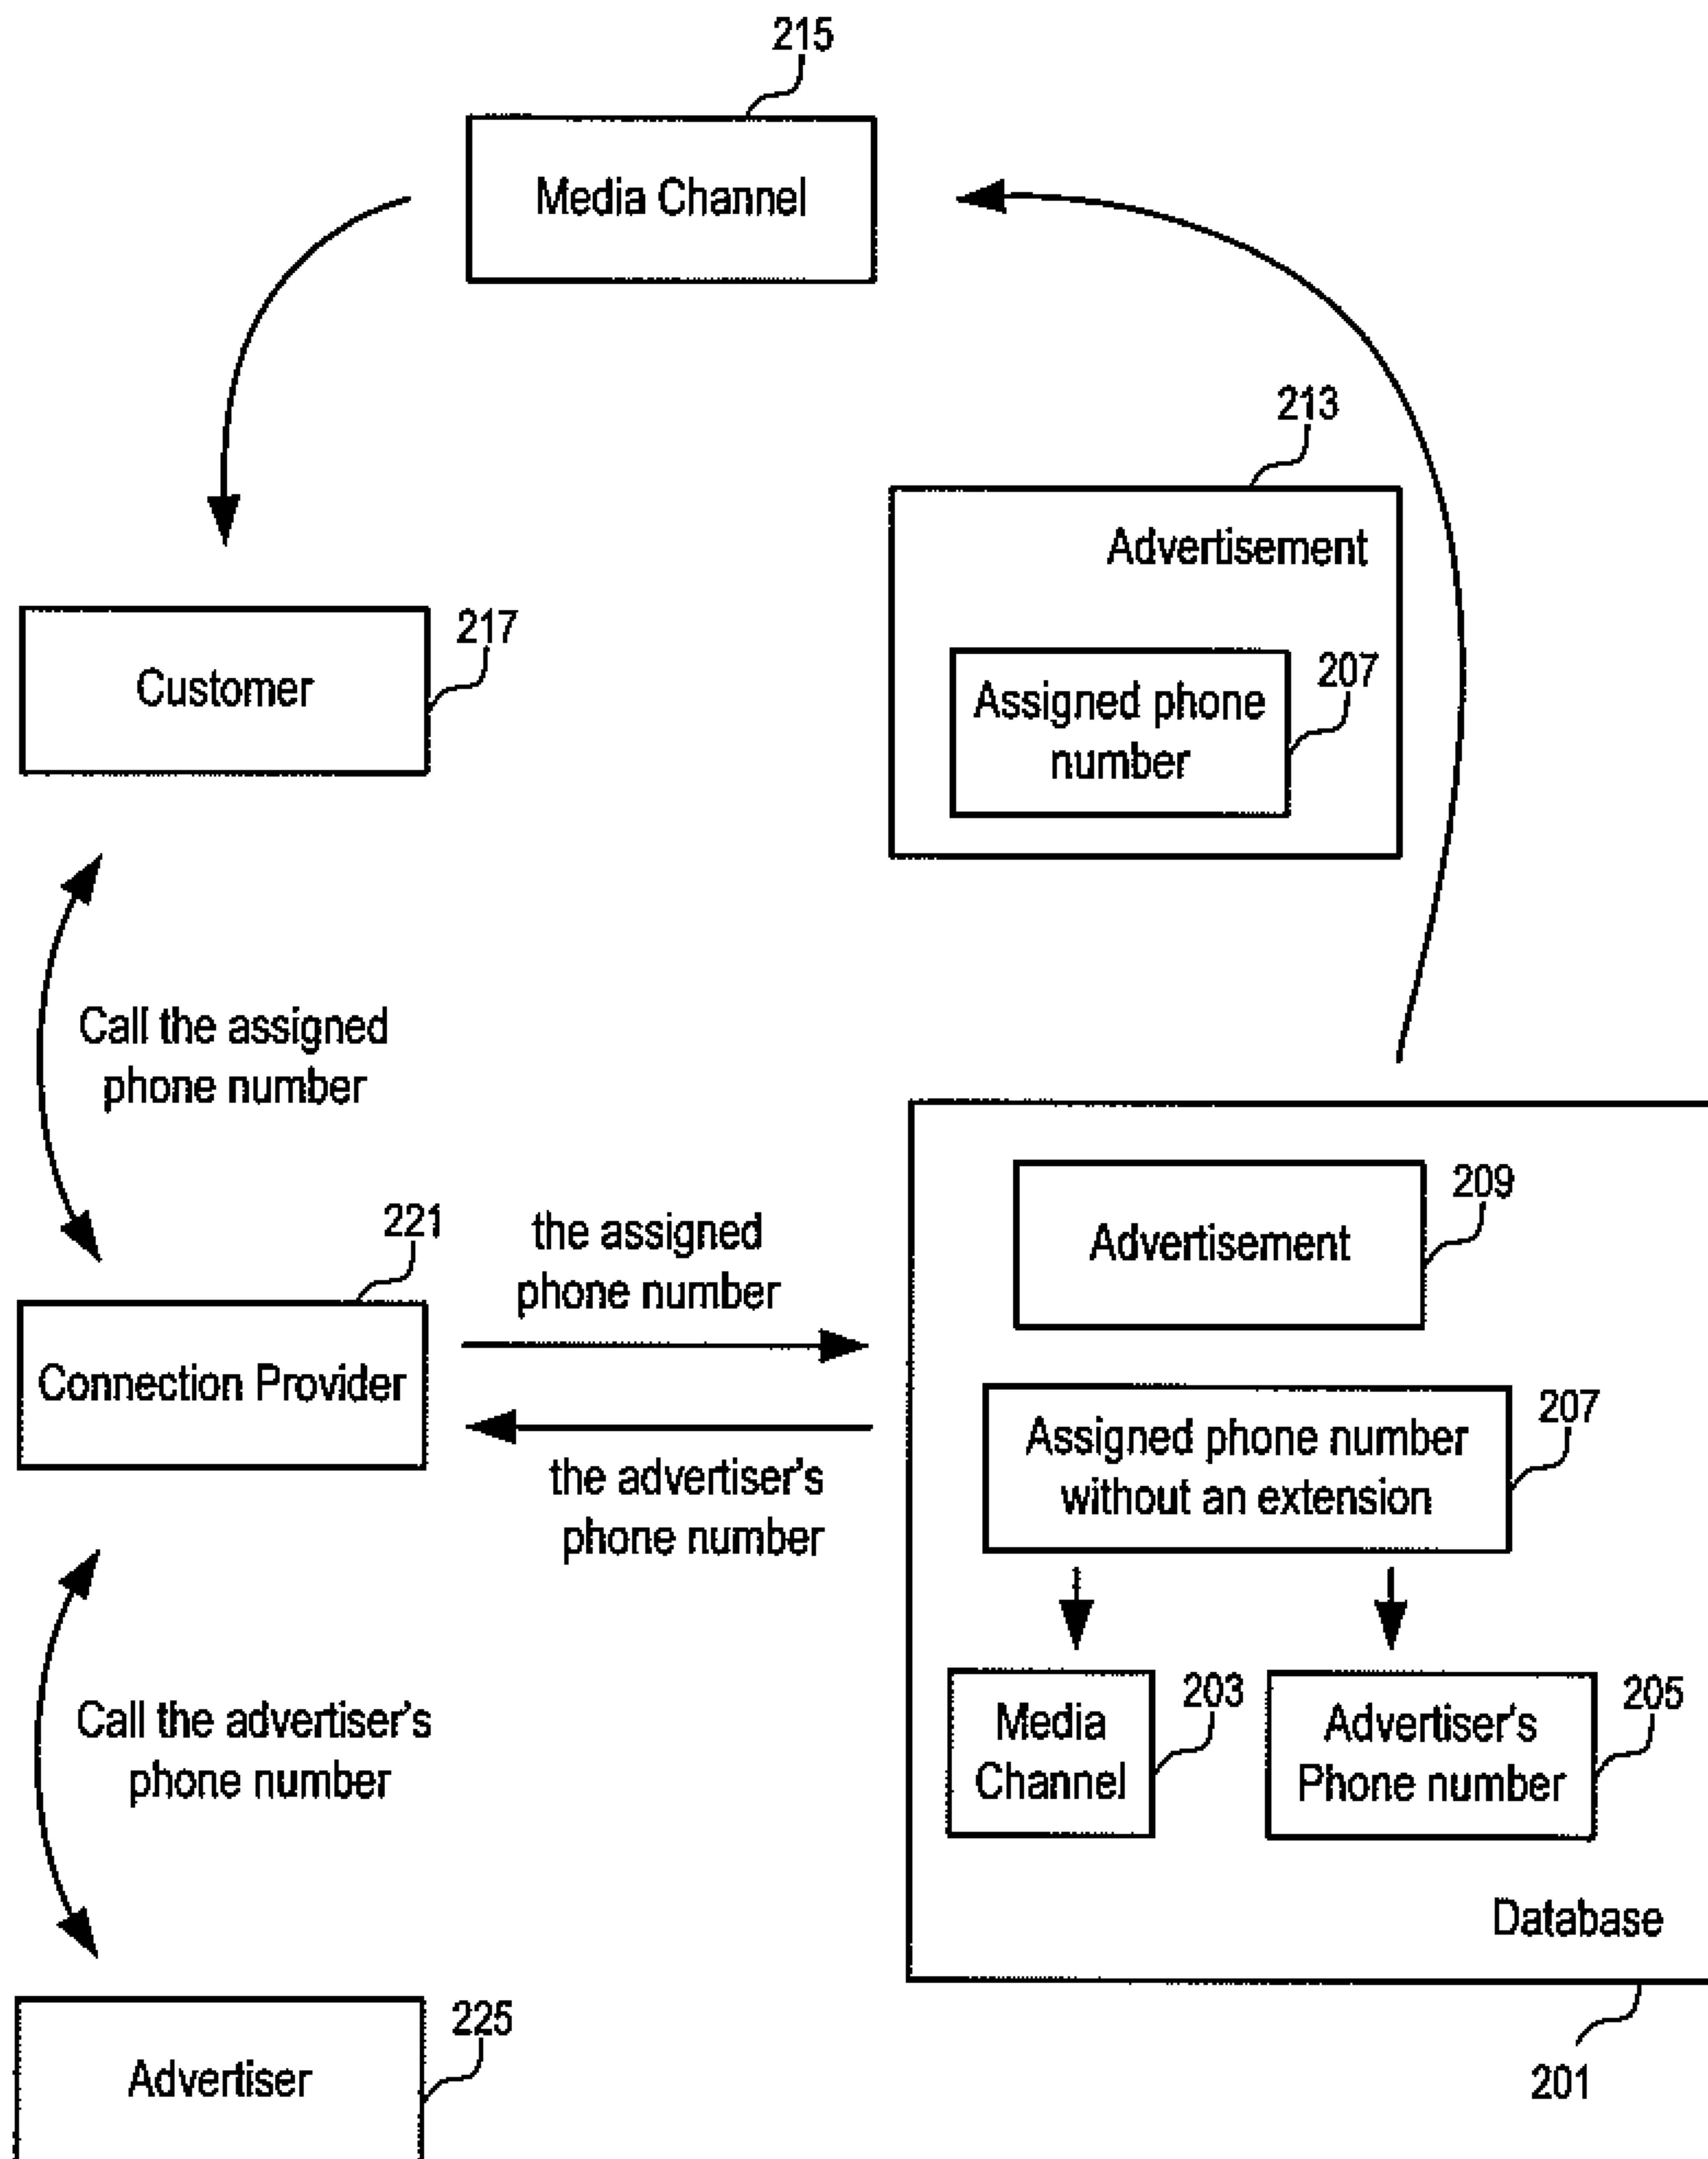 215
Media Channel
213
Advertisement
217
Customer
207
Assigned phone
number
Call the assigned
phone number
209
Advertisement
221
the assigned
phone number
Connection Provider
207
Assigned phone number
without an extension
the advertiser's
phone number
203
Media
Channel
205
Advertiser's
Phone number
Call the advertiser's
phone number
Database
225
Advertiser
201